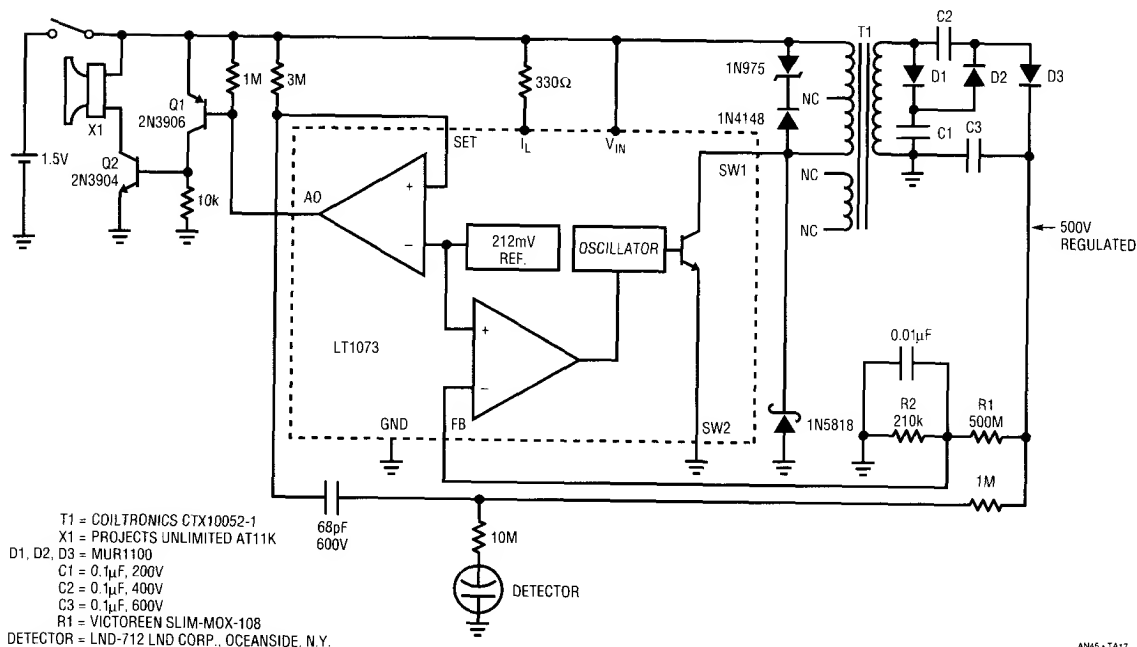 C2
T1
1N975
D1
D2
D3
1M
3M
330Ω
Q1
2N3906
NC
1N4148
X1
C1
C3
SET
IL
VIN
1.5V
Q2
2N3904
SW1
10k
AO
+
NC
−
212mV
REF.
OSCILLATOR
NC
500V
REGULATED
+
0.01µF
LT1073
−
R2
210k
R1
500M
1N5818
GND
FB
SW2
1M
68pF
600V
10M
DETECTOR
T1 = COILTRONICS CTX10052-1
X1 = PROJECTS UNLIMITED AT11K
D1, D2, D3 = MUR1100
C1 = 0.1µF, 200V
C2 = 0.1µF, 400V
C3 = 0.1µF, 600V
R1 = VICTOREEN SLIM-MOX-108
DETECTOR = LND-712 LND CORP., OCEANSIDE, N.Y.
AN45 • TA17